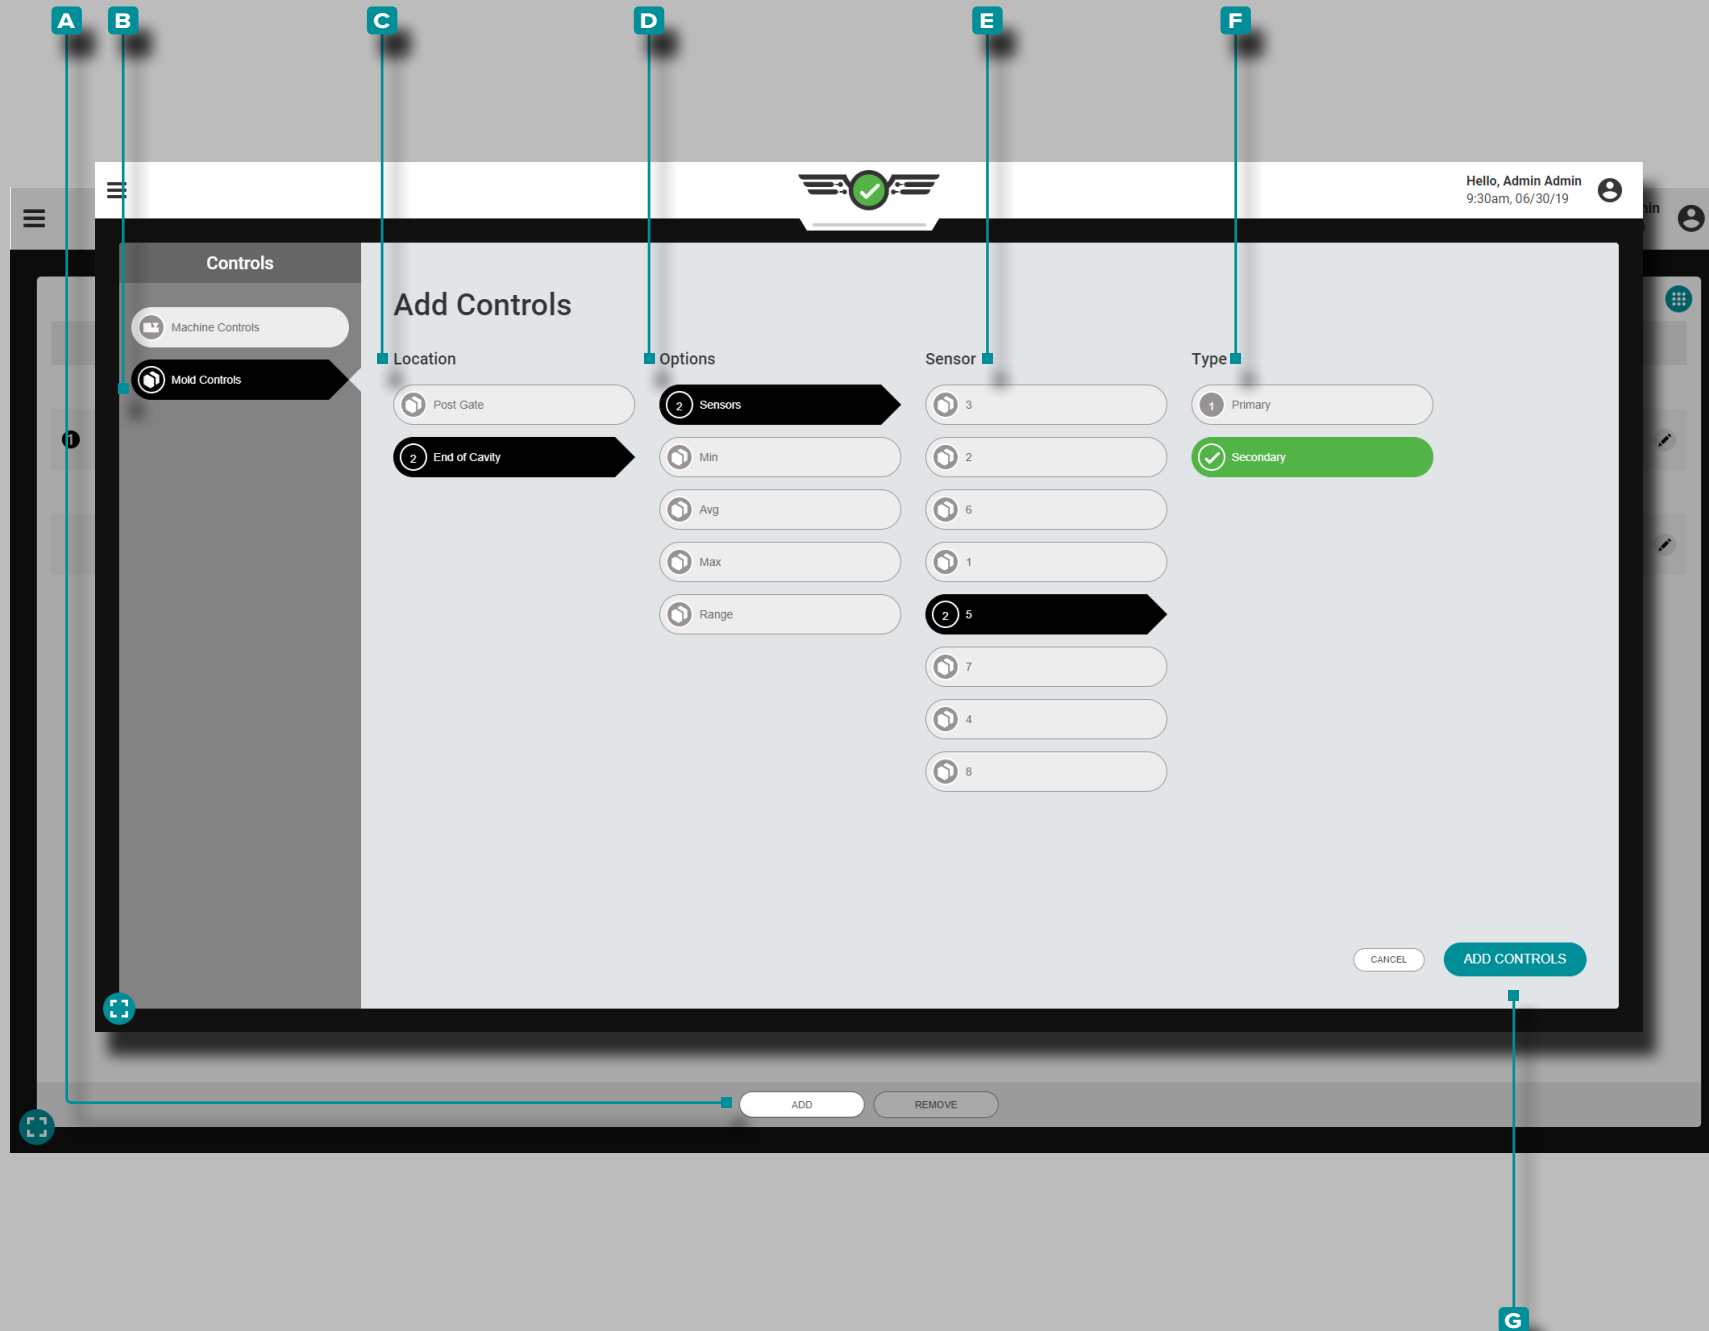 A B C D E F
Hello, Admin Admin
9:30am, 06/30/19
Controls
Machine Controls
Mold Controls
Add Controls
Location
Post Gate
2 End of Cavity
Options
2 Sensors
Min
Avg
Max
Range
Sensor
3
2
6
1
2 5
7
4
8
Type
1 Primary
Secondary
CANCEL ADD CONTROLS
1
ADD REMOVE
G